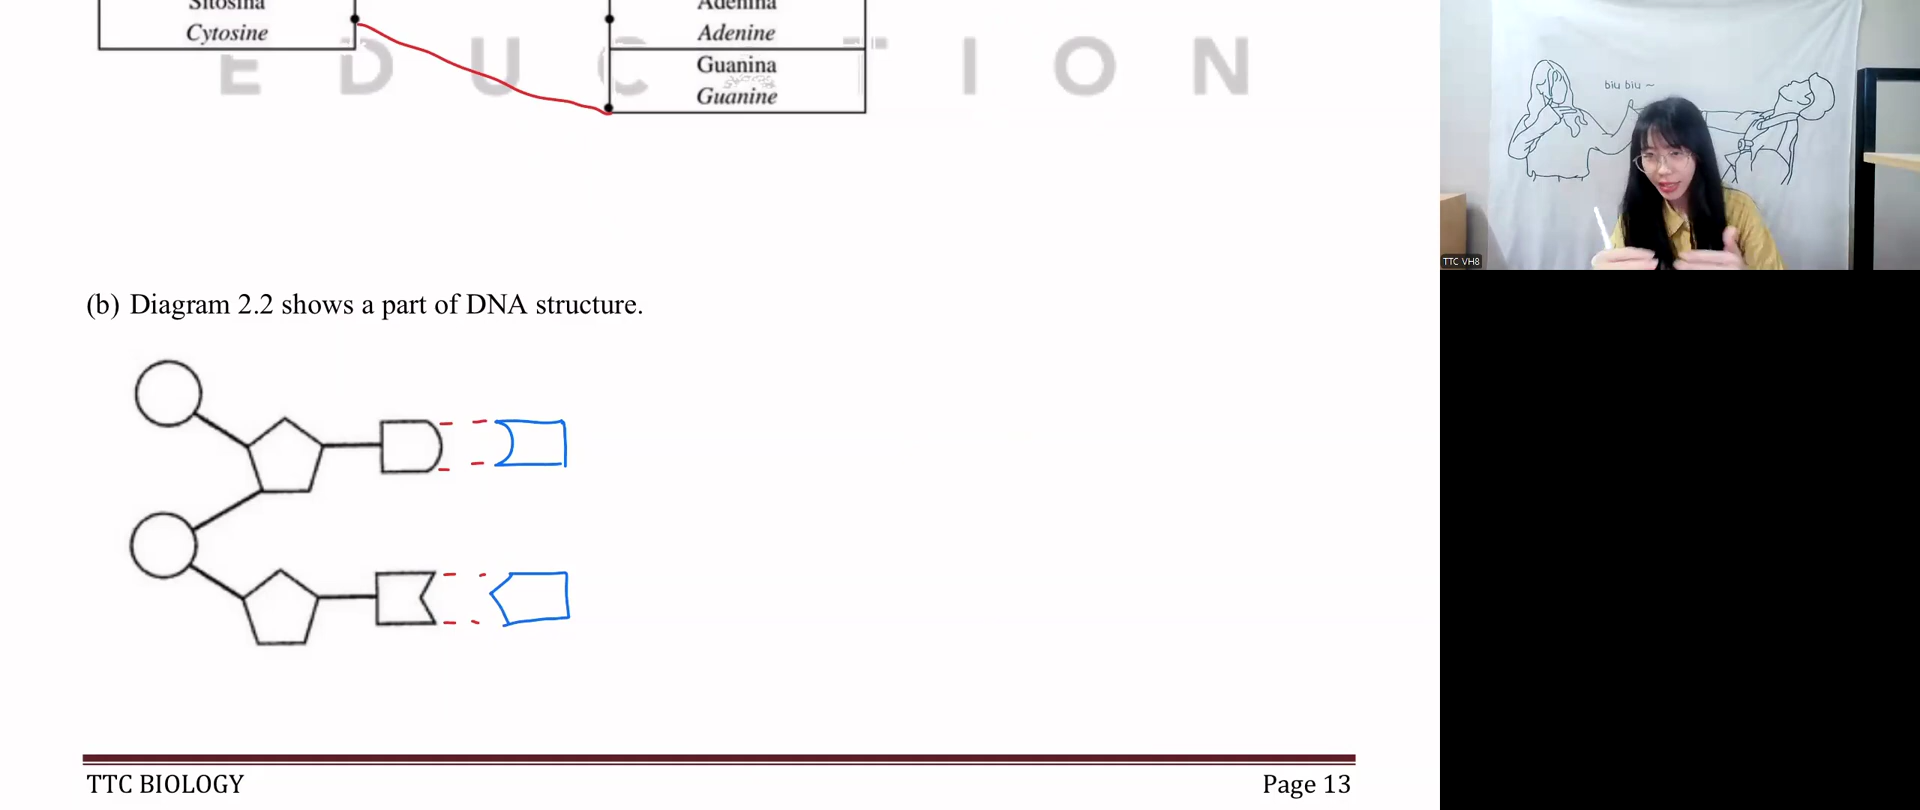 Sitosina
Cytosine
Adenina
Adenine
Guanina
Guanine
EDUCATION
(b) Diagram 2.2 shows a part of DNA structure.
TTC BIOLOGY
Page 13
biu biu ~
TTC VH8